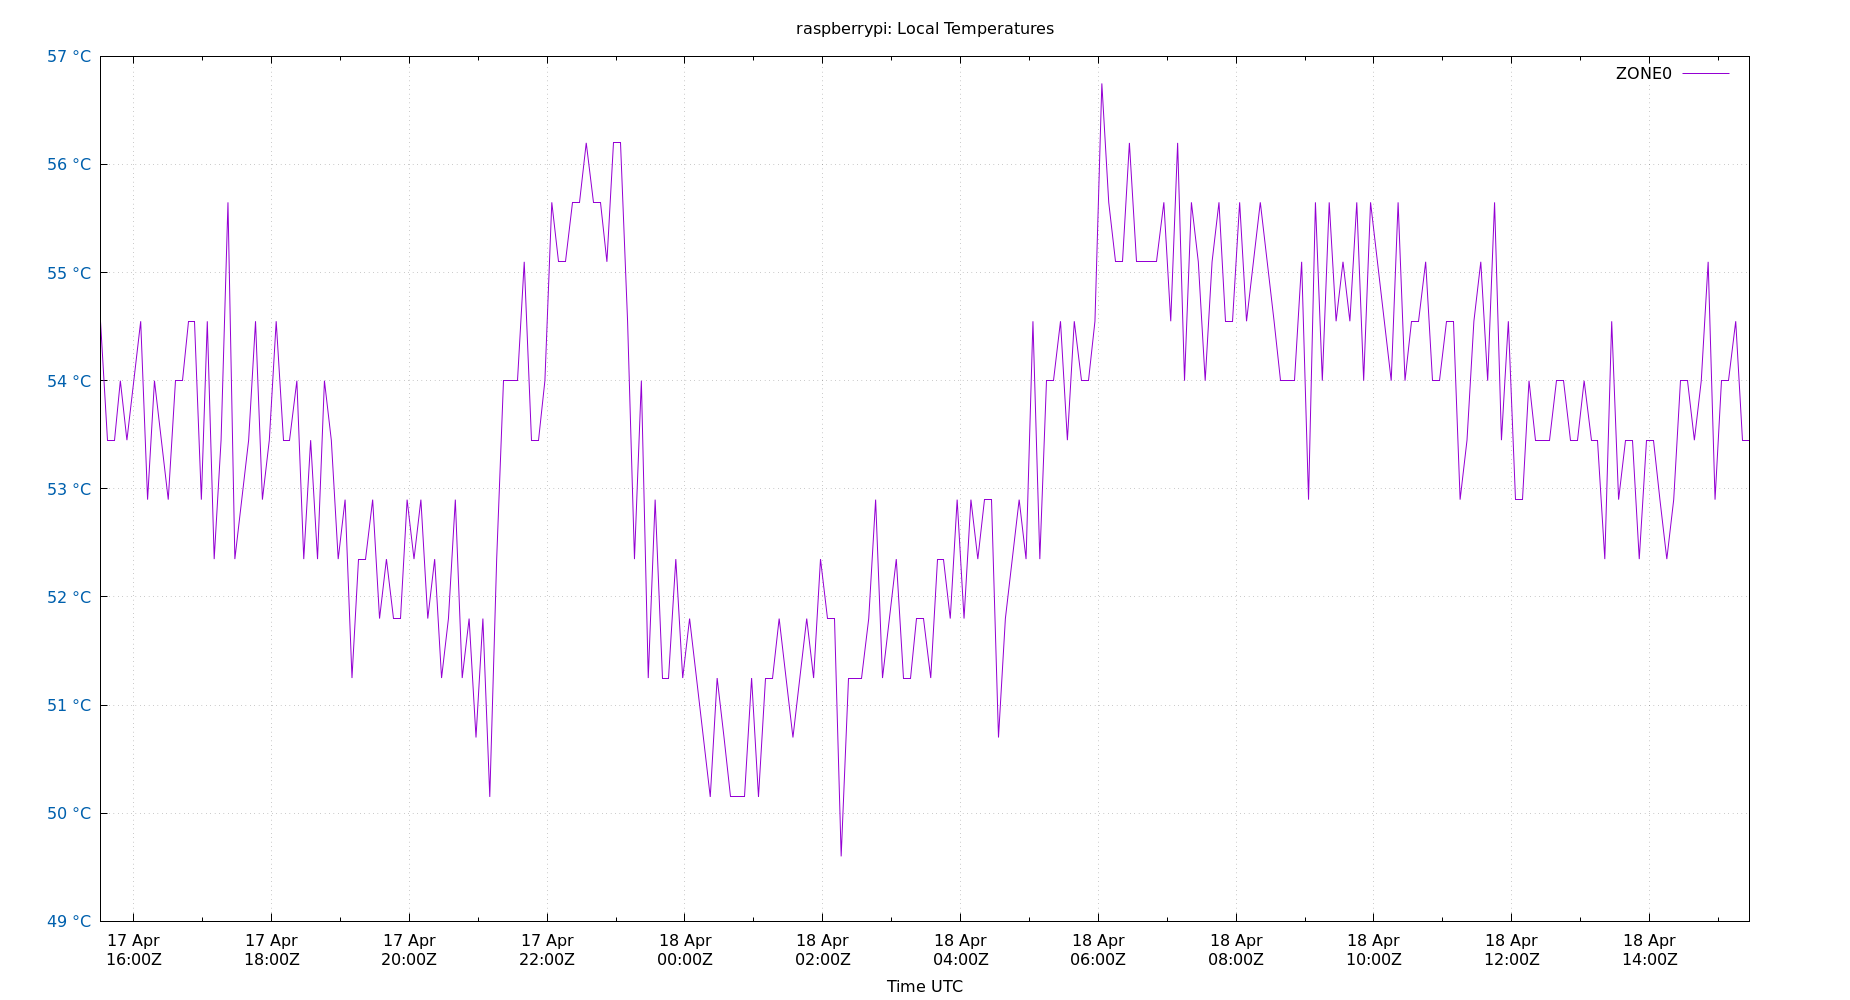 raspberrypi: Local Temperatures
57 °C
ZONE0
56 °C
55 °C
54 °C
53 °C
52 °C
51 °C
50 °C
49 °C
17 Apr 17 Apr 17 Apr 17 Apr 18 Apr 18 Apr 18 Apr 18 Apr 18 Apr 18 Apr 18 Apr 18 Apr
16:00Z 18:00Z 20:00Z 22:00Z 00:00Z 02:00Z 04:00Z 06:00Z 08:00Z 10:00Z 12:00Z 14:00Z
Time UTC